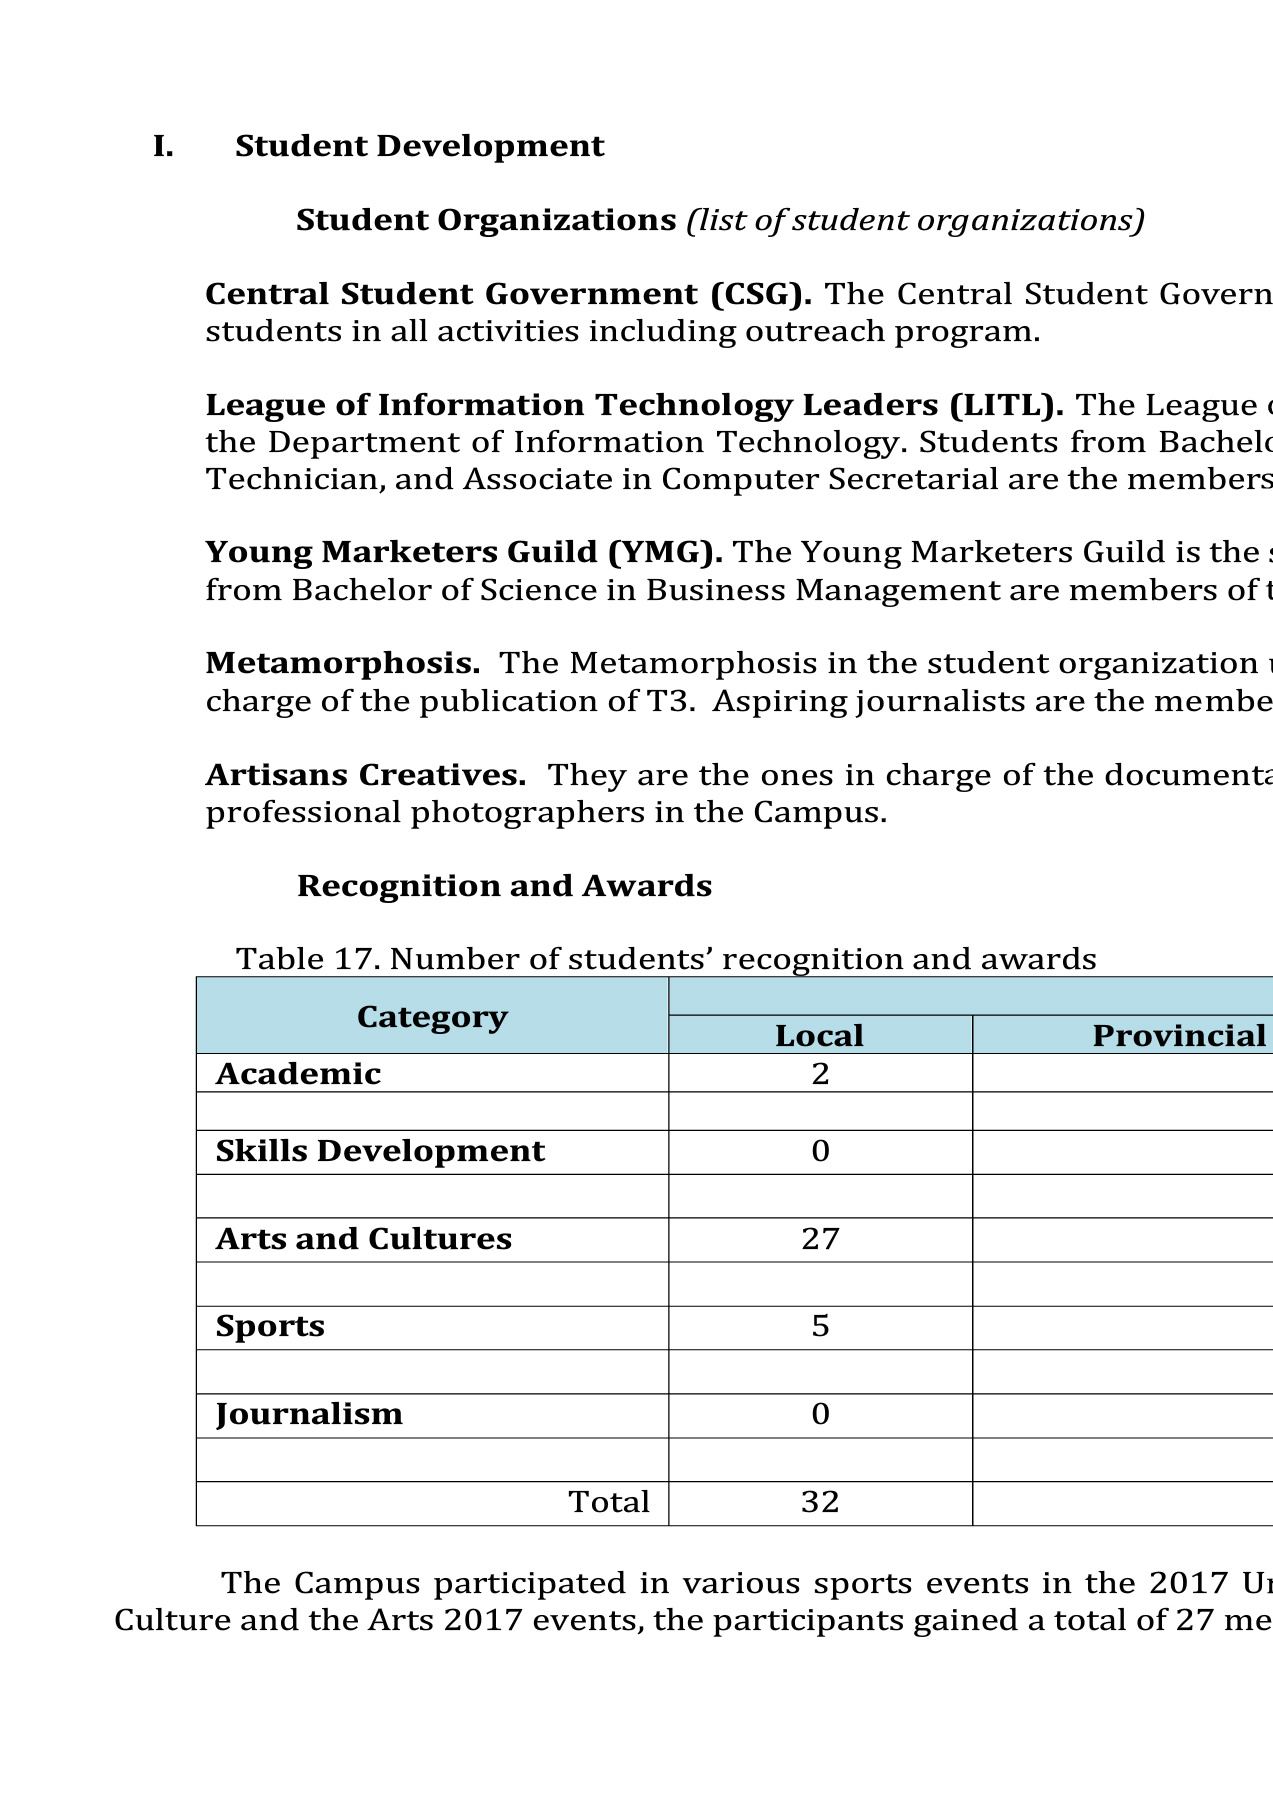 I. Student Development
Student Organizations (list of student organizations)
Central Student Government (CSG). The Central Student Govern
students in all activities including outreach program.
League of Information Technology Leaders (LITL). The League
the Department of Information Technology. Students from Bachelo
Technician, and Associate in Computer Secretarial are the members
Young Marketers Guild (YMG). The Young Marketers Guild is the
from Bachelor of Science in Business Management are members of
Metamorphosis. The Metamorphosis in the student organization
charge of the publication of T3. Aspiring journalists are the membe
Artisans Creatives. They are the ones in charge of the documenta
professional photographers in the Campus.
Recognition and Awards
Table 17. Number of students’ recognition and awards
Category
Local Provincial
Academic 2
Skills Development 0
Arts and Cultures 27
Sports 5
Journalism 0
Total 32
The Campus participated in various sports events in the 2017 Un
Culture and the Arts 2017 events, the participants gained a total of 27 me